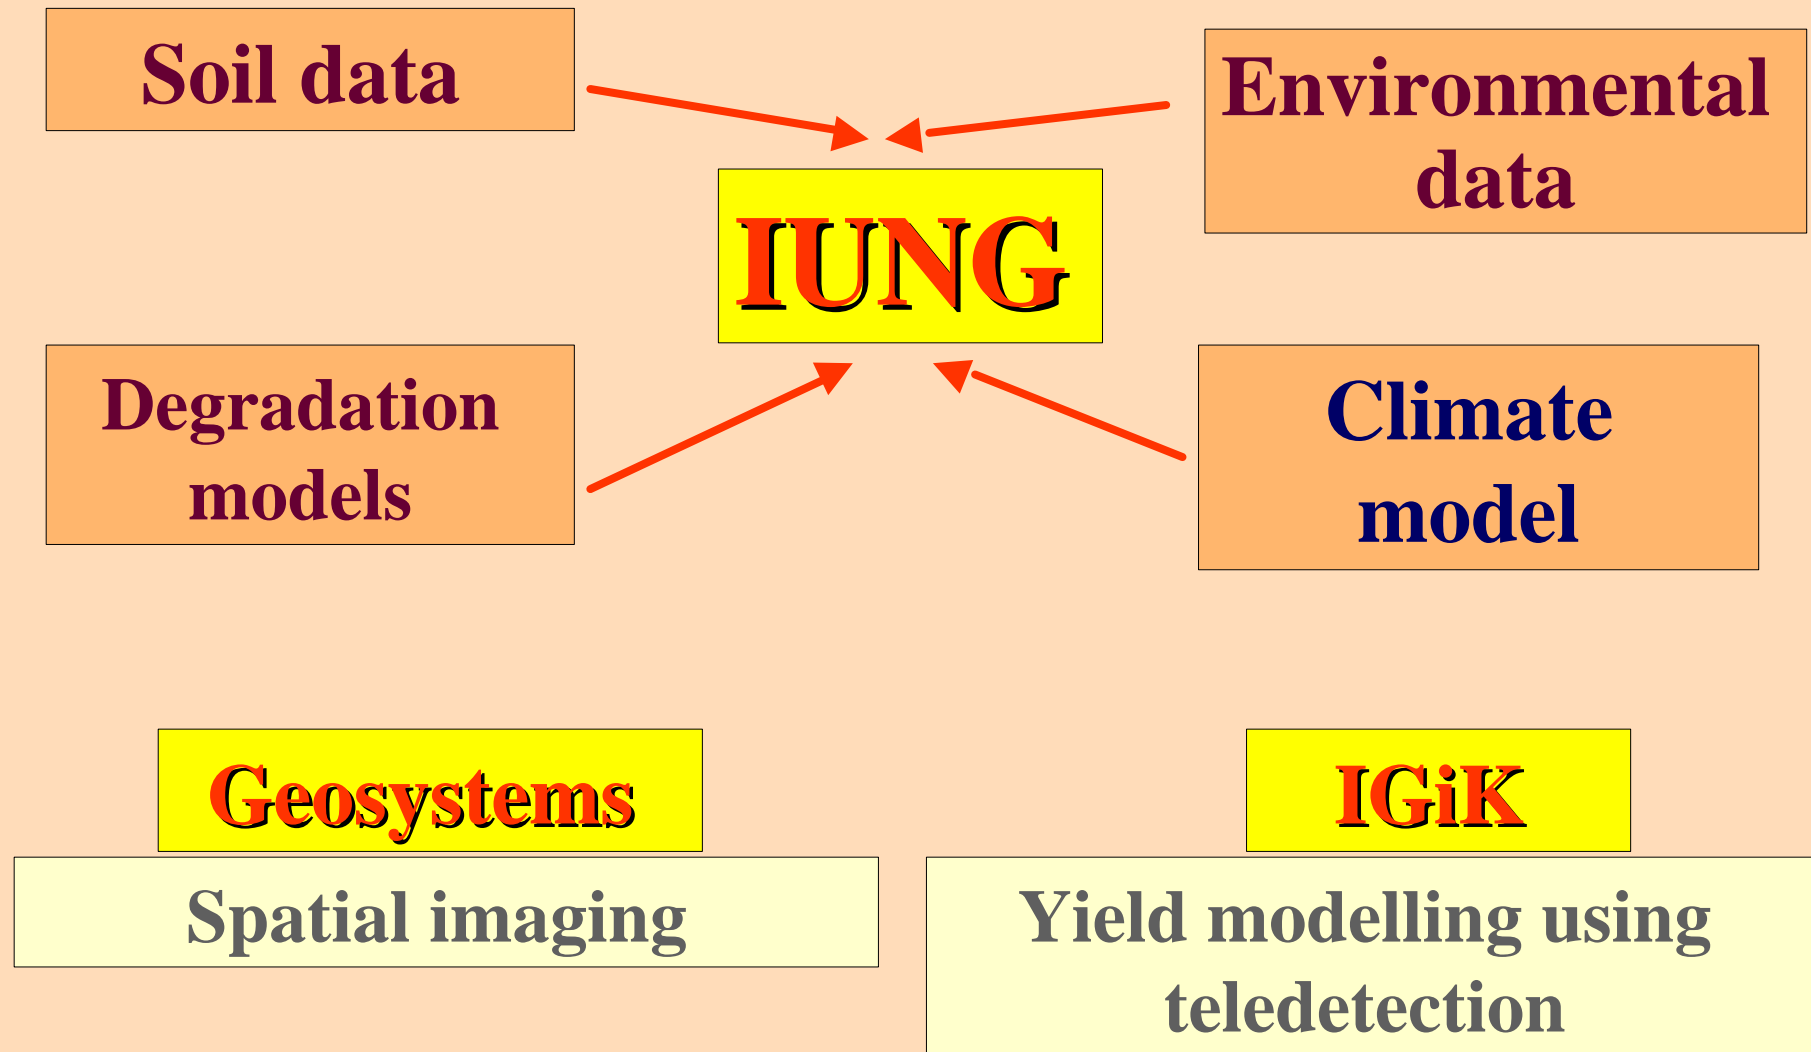 Soil data
Environmental
data
IUNG
Degradation
models
Climate
model
Geosystems
IGiK
Spatial imaging
Yield modelling using
teledetection